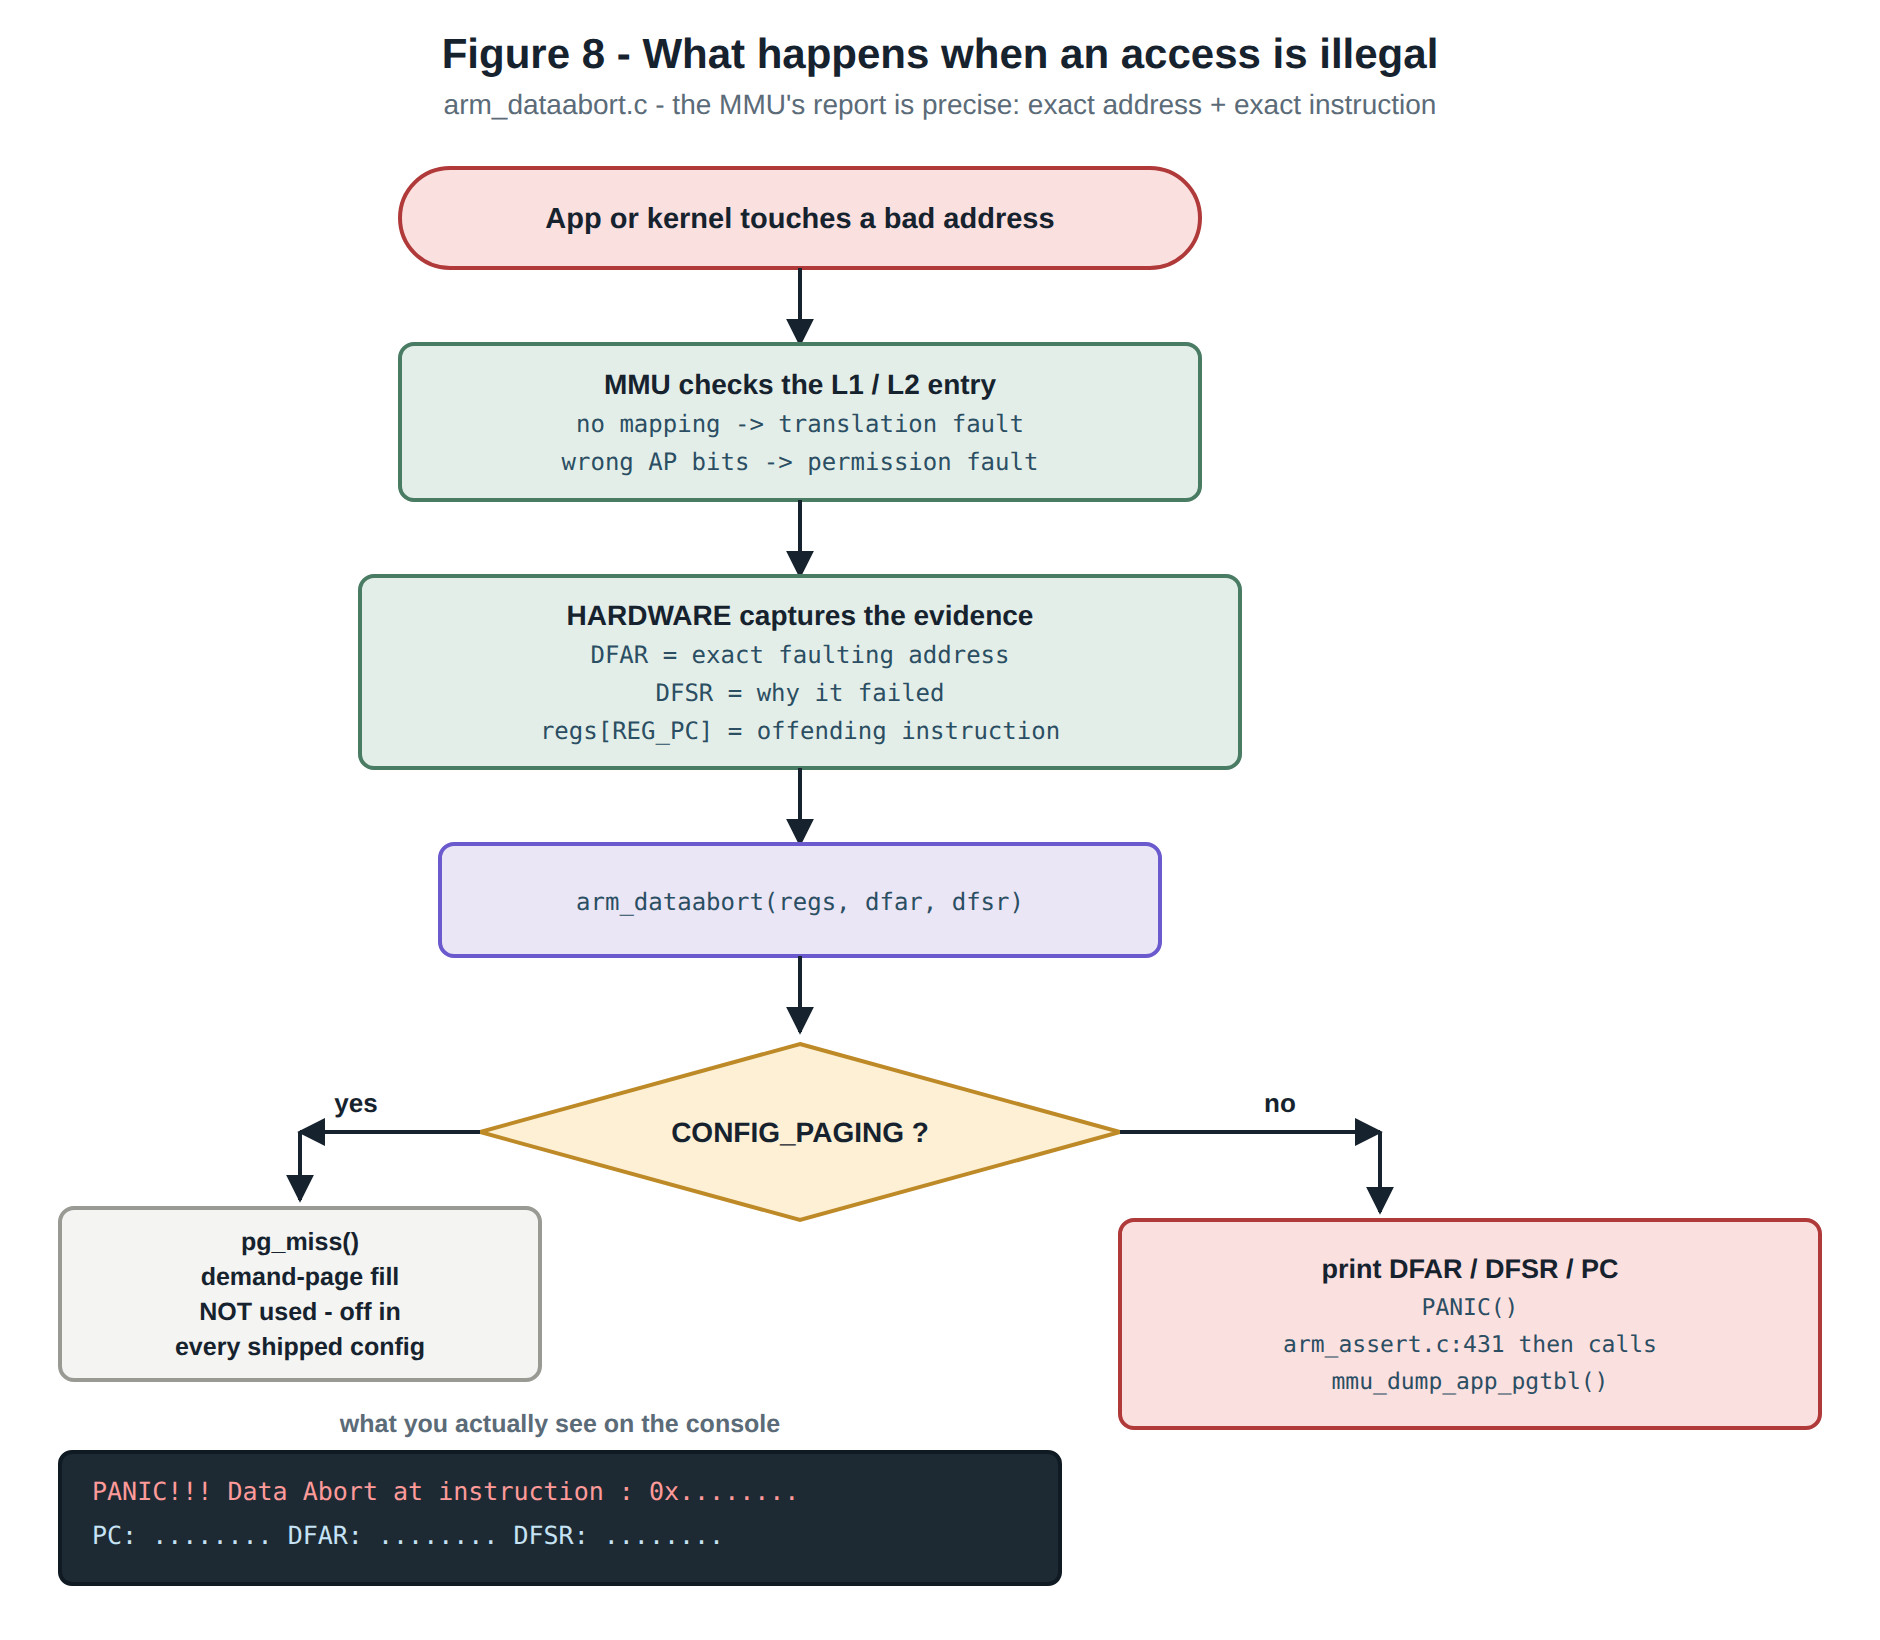 Figure 8 - What happens when an access is illegal
arm_dataabort.c - the MMU's report is precise: exact address + exact instruction
App or kernel touches a bad address
MMU checks the L1 / L2 entry
no mapping -> translation fault
wrong AP bits -> permission fault
HARDWARE captures the evidence
DFAR = exact faulting address
DFSR = why it failed
regs[REG_PC] = offending instruction
arm_dataabort(regs, dfar, dfsr)
CONFIG_PAGING ?
yes
no
pg_miss()
demand-page fill
NOT used - off in
every shipped config
print DFAR / DFSR / PC
PANIC()
arm_assert.c:431 then calls
mmu_dump_app_pgtbl()
what you actually see on the console
PANIC!!! Data Abort at instruction : 0x........
PC: ........ DFAR: ........ DFSR: ........